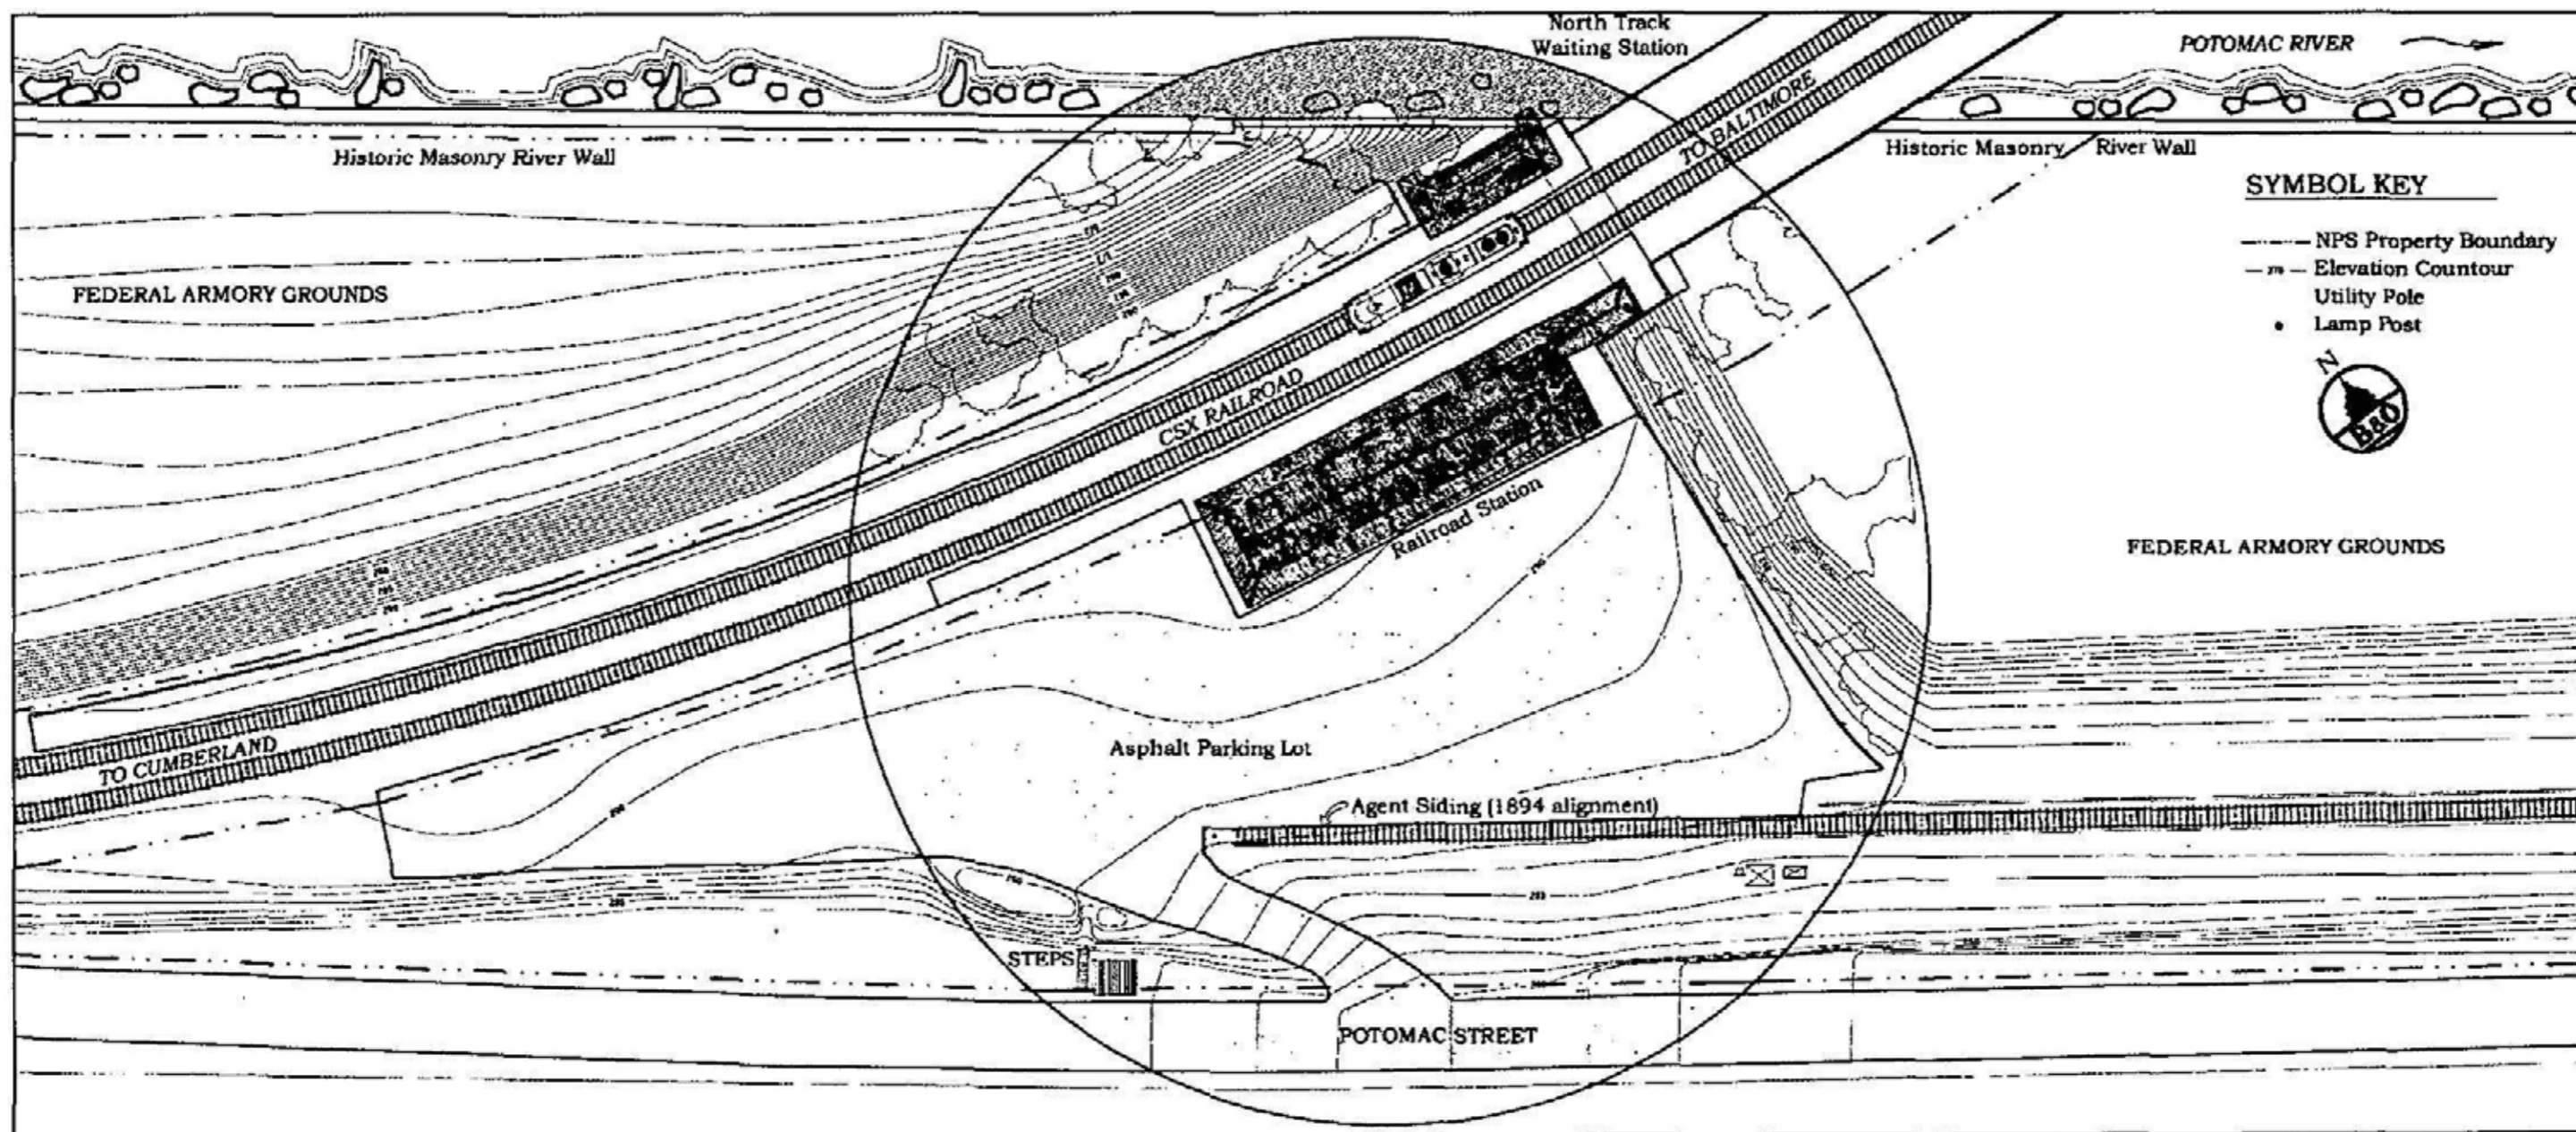 North Track
Waiting Station
POTOMAC RIVER
TO BALTIMORE
Historic Masonry River Wall
Historic Masonry River Wall
SYMBOL KEY
NPS Property Boundary
Elevation Countour
Utility Pole
Lamp Post
N
B&O
FEDERAL ARMORY GROUNDS
CSX RAILROAD
Railroad Station
FEDERAL ARMORY GROUNDS
TO CUMBERLAND
Asphalt Parking Lot
Agent Siding (1894 alignment)
STEPS
POTOMAC STREET